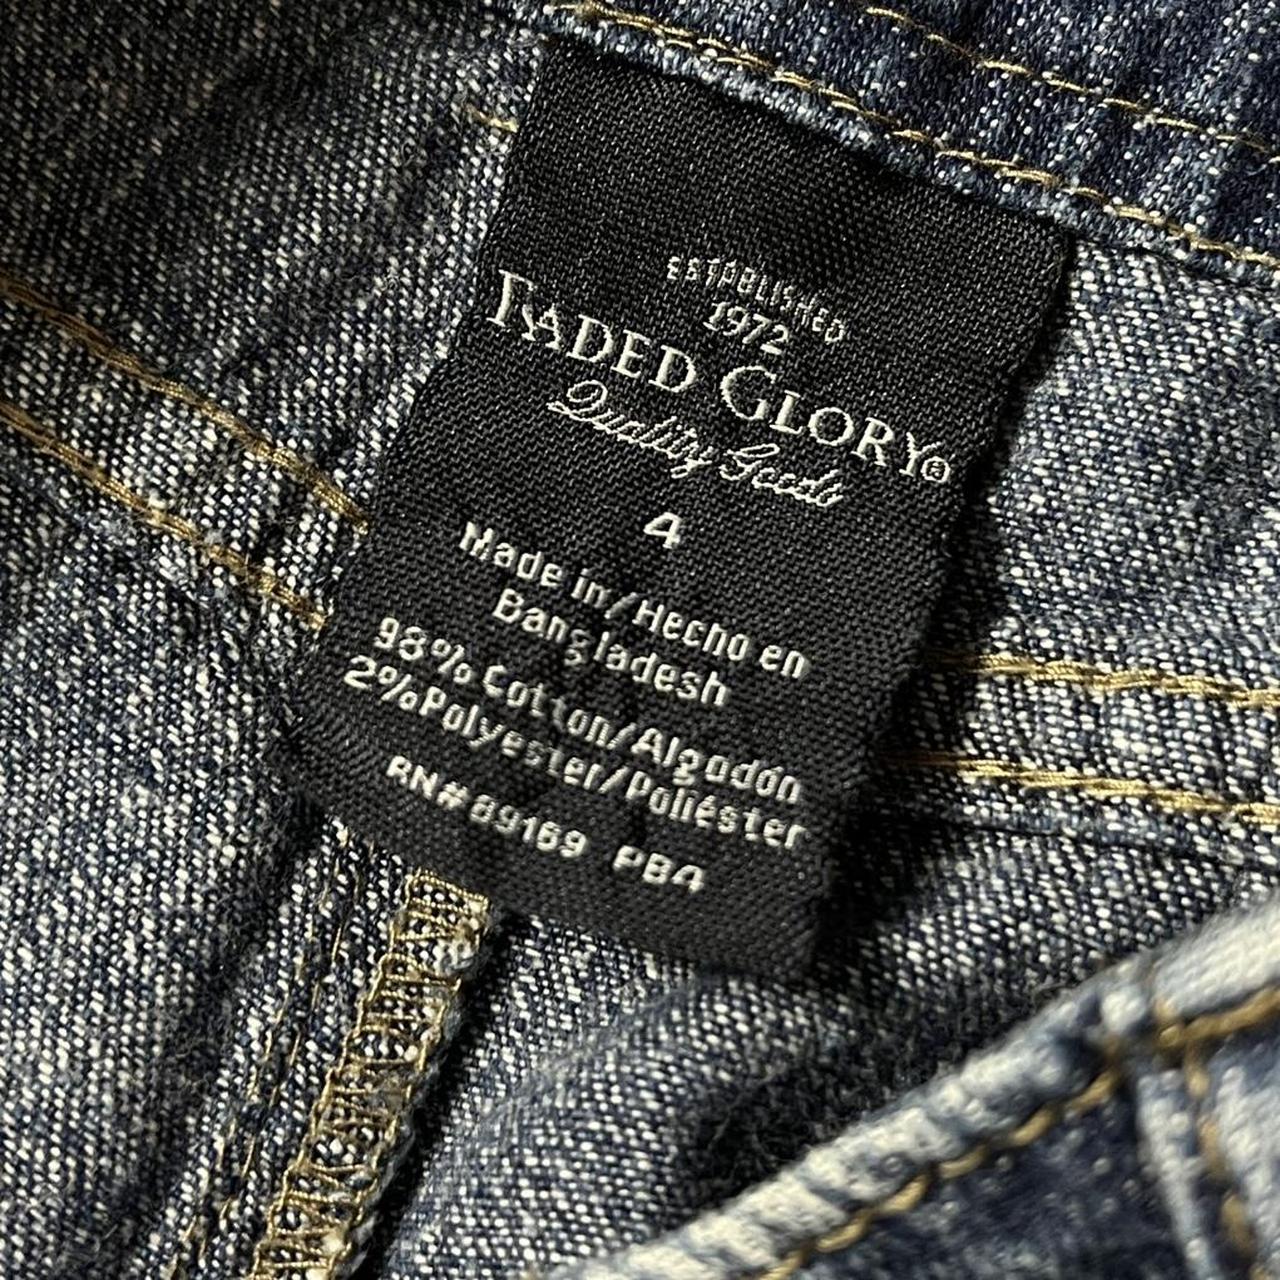 ESTABLISHED
1972
FADED GLORY®
Quality Goods
4
Made in/Hecho en
Bangladesh
98% Cotton/Algodón
2%Polyester/Poliéster
RN#69169 PB4